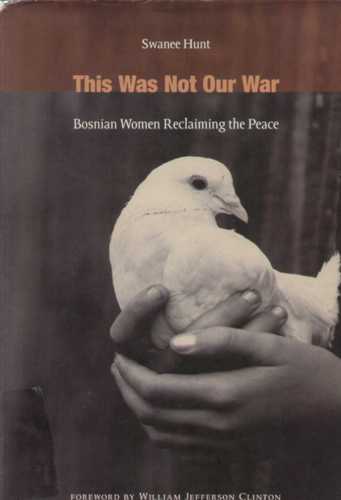 Swanee Hunt
This Was Not Our War
Bosnian Women Reclaiming the Peace
FOREWORD BY WILLIAM JEFFERSON CLINTON